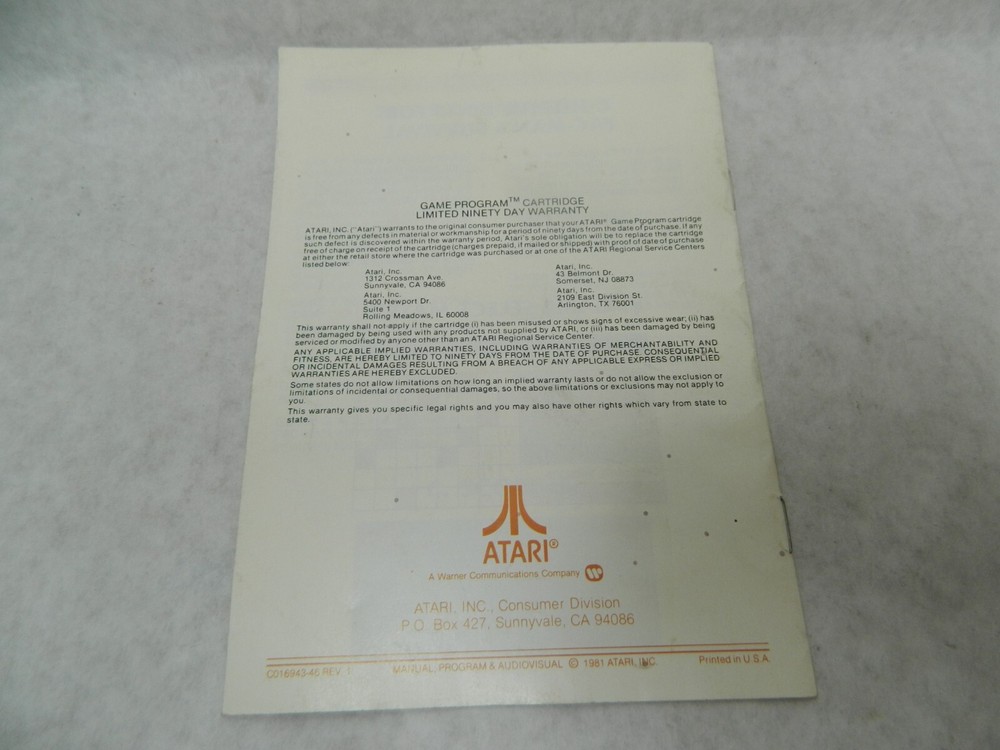 GAME PROGRAM™ CARTRIDGE
LIMITED NINETY DAY WARRANTY
ATARI, INC. ("Atari") warrants to the original consumer purchaser that your ATARI® Game Program cartridge
is free from any defects in material or workmanship for a period of ninety days from the date of purchase. If any
such defect is discovered within the warranty period, Atari's sole obligation will be to replace the cartridge
free of charge on receipt of the cartridge (charges prepaid, if mailed or shipped) with proof of date of purchase
at either the retail store where the cartridge was purchased or at one of the ATARI Regional Service Centers
listed below:
Atari, Inc.
1312 Crossman Ave.
Sunnyvale, CA 94086
Atari, Inc.
5400 Newport Dr.
Suite 1
Rolling Meadows, IL 60008
Atari, Inc.
43 Belmont Dr.
Somerset, NJ 08873
Atari, Inc.
2109 East Division St.
Arlington, TX 76001
This warranty shall not apply if the cartridge (i) has been misused or shows signs of excessive wear; (ii) has
been damaged by being used with any products not supplied by ATARI, or (iii) has been damaged by being
serviced or modified by anyone other than an ATARI Regional Service Center.
ANY APPLICABLE IMPLIED WARRANTIES, INCLUDING WARRANTIES OF MERCHANTABILITY AND
FITNESS, ARE HEREBY LIMITED TO NINETY DAYS FROM THE DATE OF PURCHASE. CONSEQUENTIAL
OR INCIDENTAL DAMAGES RESULTING FROM A BREACH OF ANY APPLICABLE EXPRESS OR IMPLIED
WARRANTIES ARE HEREBY EXCLUDED.
Some states do not allow limitations on how long an implied warranty lasts or do not allow the exclusion or
limitations of incidental or consequential damages, so the above limitations or exclusions may not apply to
you.
This warranty gives you specific legal rights and you may also have other rights which vary from state to
state.
ATARI®
A Warner Communications Company
ATARI, INC., Consumer Division
P.O. Box 427, Sunnyvale, CA 94086
C016943-46 REV. 1 MANUAL, PROGRAM & AUDIOVISUAL © 1981 ATARI, INC. Printed in U.S.A.